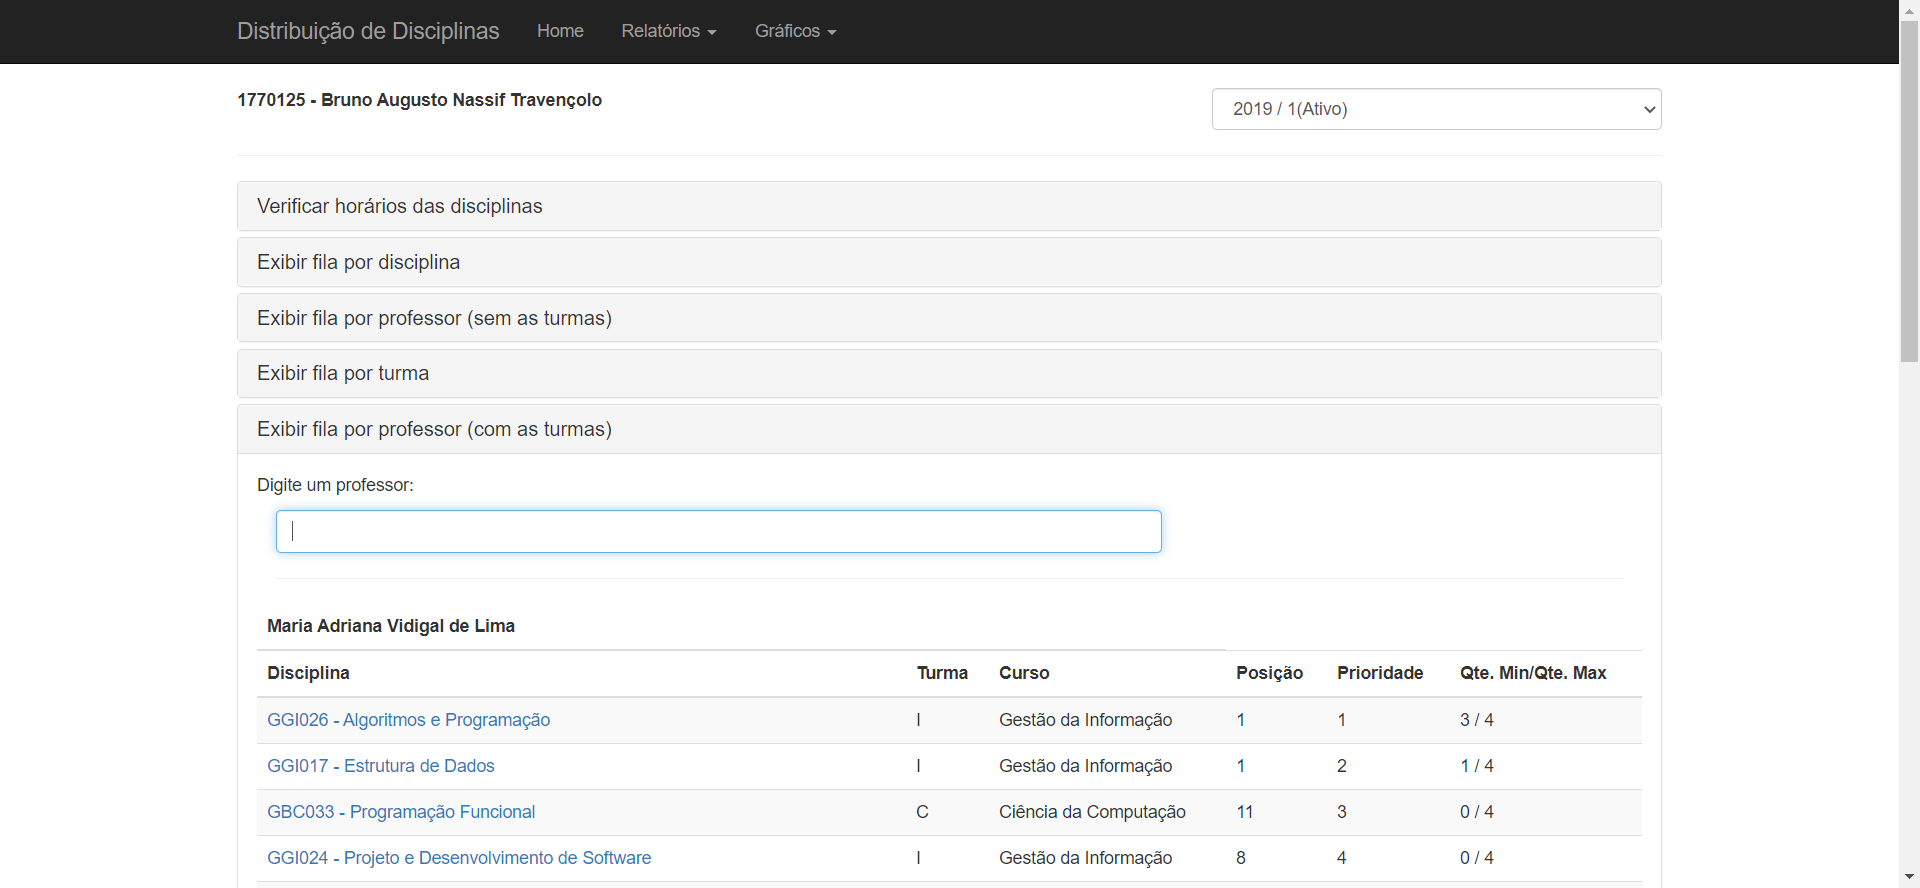 Distribuição de Disciplinas Home Relatórios Gráficos
1770125 - Bruno Augusto Nassif Travençolo
2019 / 1(Ativo)
Verificar horários das disciplinas
Exibir fila por disciplina
Exibir fila por professor (sem as turmas)
Exibir fila por turma
Exibir fila por professor (com as turmas)
Digite um professor:
Maria Adriana Vidigal de Lima
Disciplina Turma Curso Posição Prioridade Qte. Min/Qte. Max
GGI026 - Algoritmos e Programação I Gestão da Informação 1 1 3 / 4
GGI017 - Estrutura de Dados I Gestão da Informação 1 2 1 / 4
GBC033 - Programação Funcional C Ciência da Computação 11 3 0 / 4
GGI024 - Projeto e Desenvolvimento de Software I Gestão da Informação 8 4 0 / 4